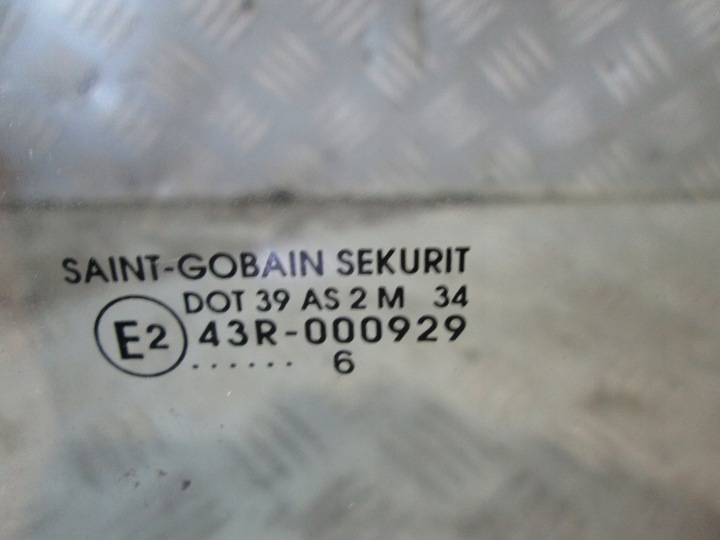 SAINT-GOBAIN SEKURIT
DOT 39 AS 2 M 34
E2 43R-000929
...... 6